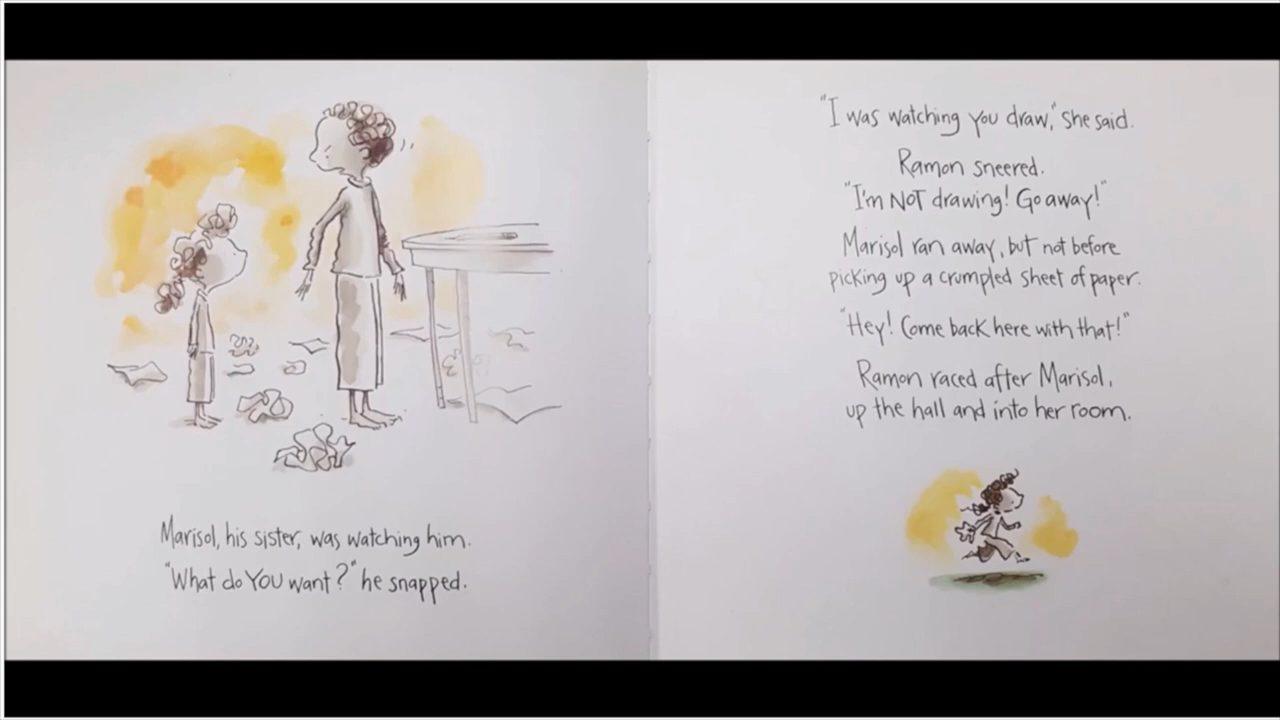 Marisol, his sister, was watching him.
"What do YOU want?" he snapped.
"I was watching you draw," she said.
Ramon sneered.
"I'm NOT drawing! Go away!"
Marisol ran away, but not before
picking up a crumpled sheet of paper.
"Hey! Come back here with that!"
Ramon raced after Marisol,
up the hall and into her room.